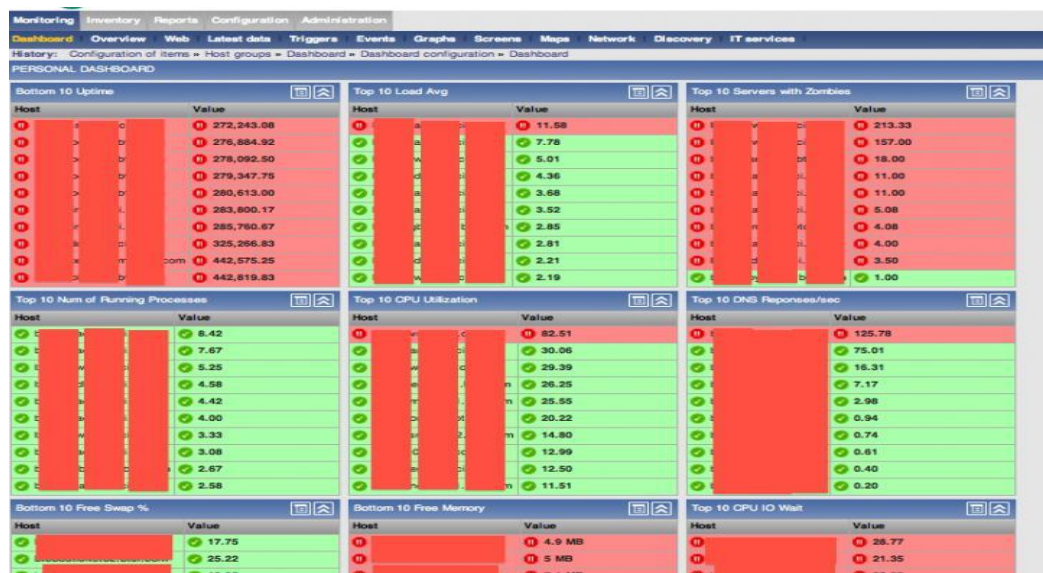 Monitoring Inventory Reports Configuration Administration
Dashboard Overview Web Latest data Triggers Events Graphs Screens Maps Network Discovery IT services
History: Configuration of items » Host groups » Dashboard » Dashboard configuration » Dashboard
PERSONAL DASHBOARD
Bottom 10 Uptime
Host Value
272,243.08
276,884.92
278,092.50
279,347.75
280,613.00
283,800.17
285,760.67
325,266.83
com 442,575.25
442,819.83
Top 10 Load Avg
Host Value
11.58
7.78
5.01
4.36
3.68
3.52
2.85
2.81
2.21
2.19
Top 10 Servers with Zombies
Host Value
213.33
157.00
18.00
11.00
11.00
5.08
4.08
4.00
3.50
1.00
Top 10 Num of Running Processes
Host Value
8.42
7.67
5.25
4.58
4.42
4.00
3.33
3.08
2.67
2.58
Top 10 CPU Utilization
Host Value
82.51
30.06
29.39
26.25
25.55
20.22
14.80
12.99
12.50
11.51
Top 10 DNS Reponses/sec
Host Value
125.78
75.01
16.31
7.17
2.98
0.94
0.74
0.61
0.40
0.20
Bottom 10 Free Swap %
Host Value
17.75
25.22
Bottom 10 Free Memory
Host Value
4.9 MB
5 MB
Top 10 CPU IO Wait
Host Value
28.77
21.35